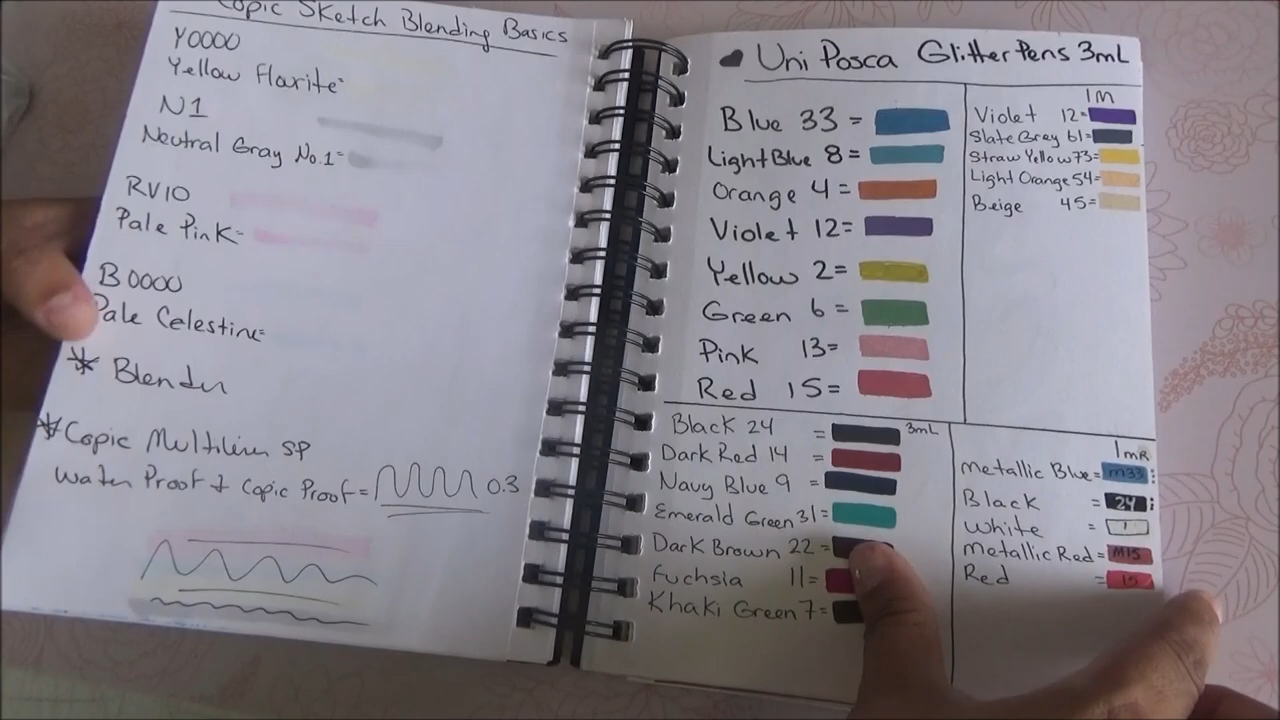 Copic Sketch Blending Basics
Y0000
Yellow Florite=
N1
Neutral Gray No.1=
RV10
Pale Pink=
B0000
Pale Celestine=
* Blender
* Copic Multiliner SP
Water Proof & Copic Proof = 0.3
♥ Uni Posca Glitter Pens 3mL
Blue 33 =
Light Blue 8 =
Orange 4 =
Violet 12=
Yellow 2=
Green 6 =
Pink 13=
Red 15=
1M
Violet 12=
Slate Grey 61=
Straw Yellow 73=
Light Orange 54=
Beige 45=
Black 24 = 3mL
Dark Red 14 =
Navy Blue 9 =
Emerald Green 31=
Dark Brown 22=
Fuchsia 11=
Khaki Green 7=
1mR
Metallic Blue= M33
Black = 24
White = 1
Metallic Red= M15
Red = 15